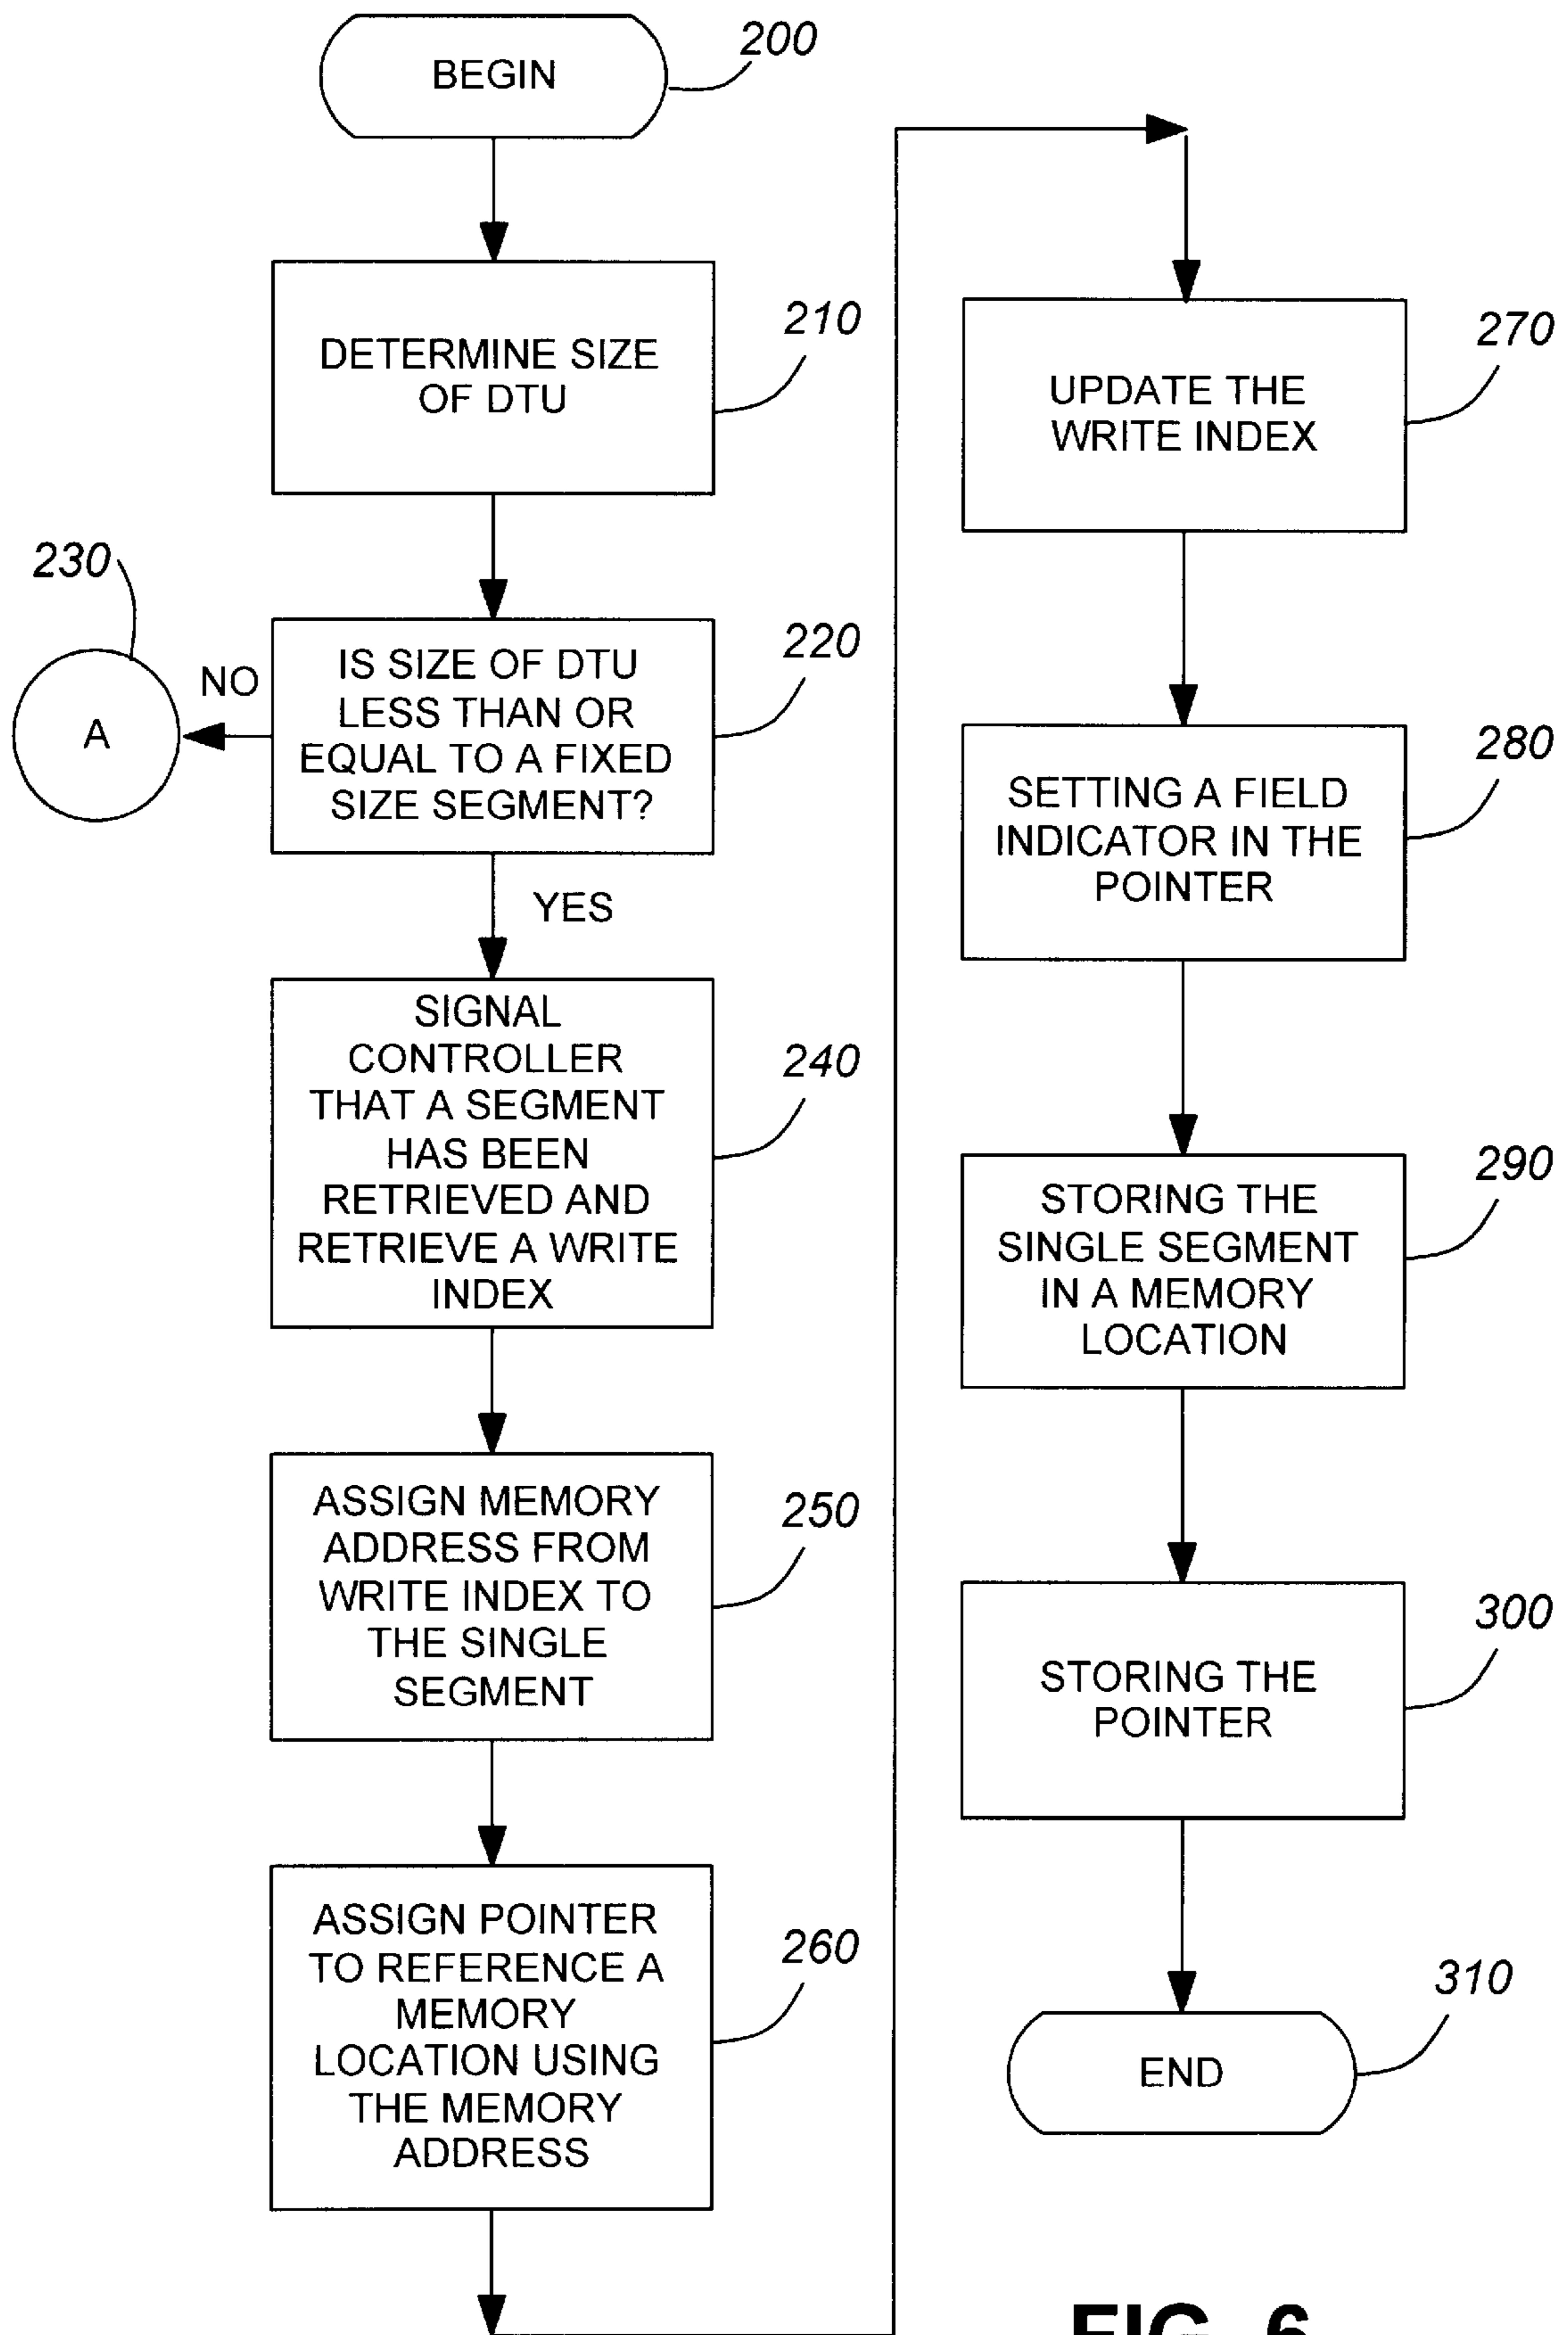 BEGIN
200
DETERMINE SIZE
OF DTU
210
230
A
NO
IS SIZE OF DTU
LESS THAN OR
EQUAL TO A FIXED
SIZE SEGMENT?
220
YES
SIGNAL
CONTROLLER
THAT A SEGMENT
HAS BEEN
RETRIEVED AND
RETRIEVE A WRITE
INDEX
240
ASSIGN MEMORY
ADDRESS FROM
WRITE INDEX TO
THE SINGLE
SEGMENT
250
ASSIGN POINTER
TO REFERENCE A
MEMORY
LOCATION USING
THE MEMORY
ADDRESS
260
UPDATE THE
WRITE INDEX
270
SETTING A FIELD
INDICATOR IN THE
POINTER
280
STORING THE
SINGLE SEGMENT
IN A MEMORY
LOCATION
290
STORING THE
POINTER
300
END
310
FIG. 6